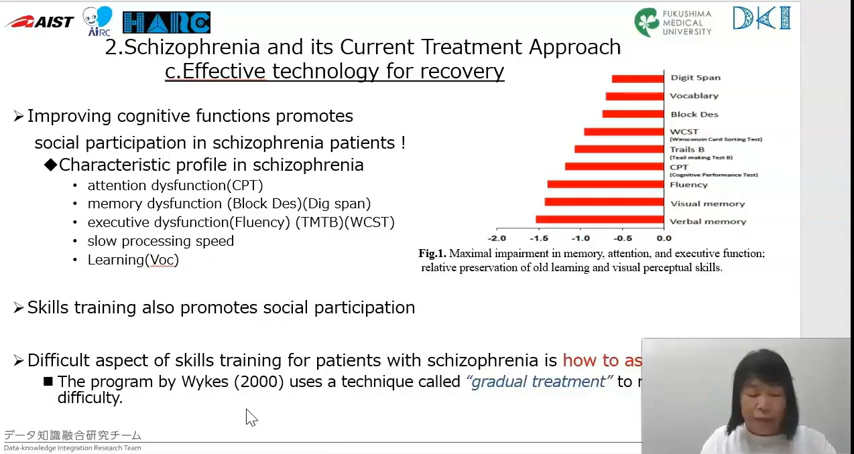 AIST
AIRC
HARC
FUKUSHIMA
MEDICAL
UNIVERSITY
DKI
2.Schizophrenia and its Current Treatment Approach
c.Effective technology for recovery
➢ Improving cognitive functions promotes
social participation in schizophrenia patients !
◆Characteristic profile in schizophrenia
• attention dysfunction(CPT)
• memory dysfunction (Block Des)(Dig span)
• executive dysfunction(Fluency) (TMTB)(WCST)
• slow processing speed
• Learning(Voc)
Digit Span
Vocablary
Block Des
WCST
(Winsconsin Card Sorting Test)
Trails B
(Teail making Test B)
CPT
(Cognitive Performance Test)
Fluency
Visual memory
Verbal memory
-2.0 -1.5 -1.0 -0.5 0.0
Fig.1. Maximal impairment in memory, attention, and executive function;
relative preservation of old learning and visual perceptual skills.
➢ Skills training also promotes social participation
➢ Difficult aspect of skills training for patients with schizophrenia is how to as
■ The program by Wykes (2000) uses a technique called "gradual treatment" to
difficulty.
データ知識融合研究チーム
Data-knowledge Integration Research Team